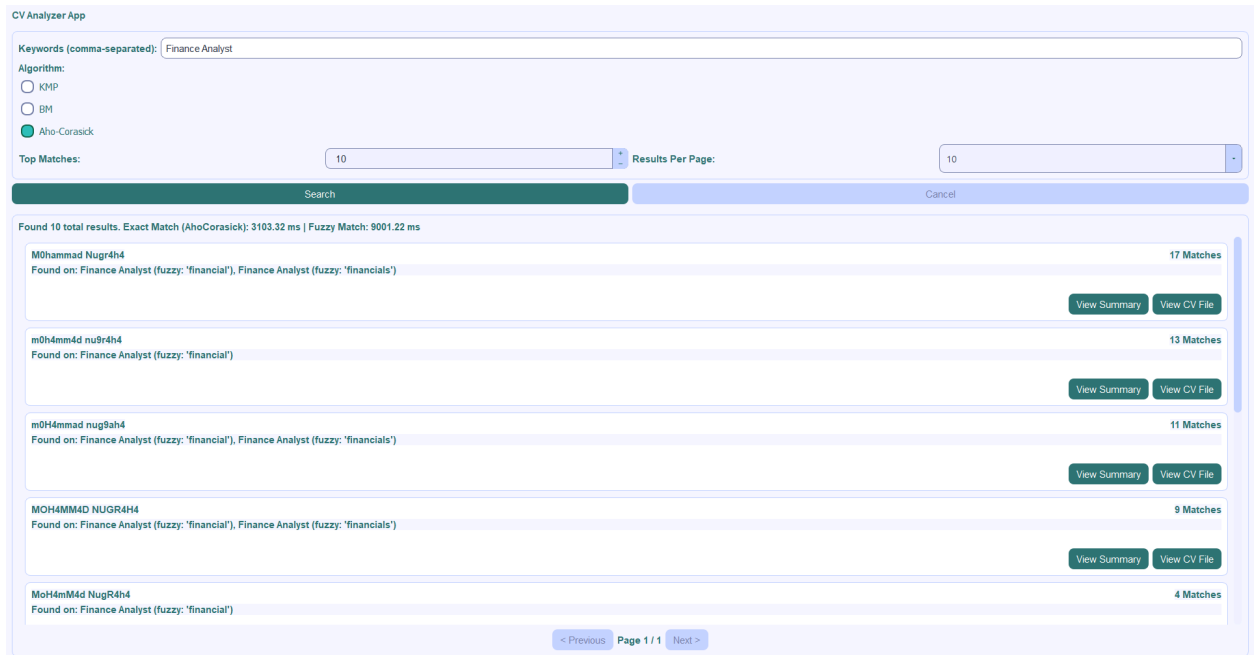 CV Analyzer App
Keywords (comma-separated): Finance Analyst
Algorithm:
KMP
BM
Aho-Corasick
Top Matches: 10 + - Results Per Page: 10
Search Cancel
Found 10 total results. Exact Match (AhoCorasick): 3103.32 ms | Fuzzy Match: 9001.22 ms
M0hammad Nugr4h4 17 Matches
Found on: Finance Analyst (fuzzy: 'financial'), Finance Analyst (fuzzy: 'financials')
View Summary View CV File
m0h4mm4d nu9r4h4 13 Matches
Found on: Finance Analyst (fuzzy: 'financial')
View Summary View CV File
m0H4mmad nug9ah4 11 Matches
Found on: Finance Analyst (fuzzy: 'financial'), Finance Analyst (fuzzy: 'financials')
View Summary View CV File
MOH4MM4D NUGR4H4 9 Matches
Found on: Finance Analyst (fuzzy: 'financial'), Finance Analyst (fuzzy: 'financials')
View Summary View CV File
MoH4mM4d NugR4h4 4 Matches
Found on: Finance Analyst (fuzzy: 'financial')
< Previous Page 1 / 1 Next >